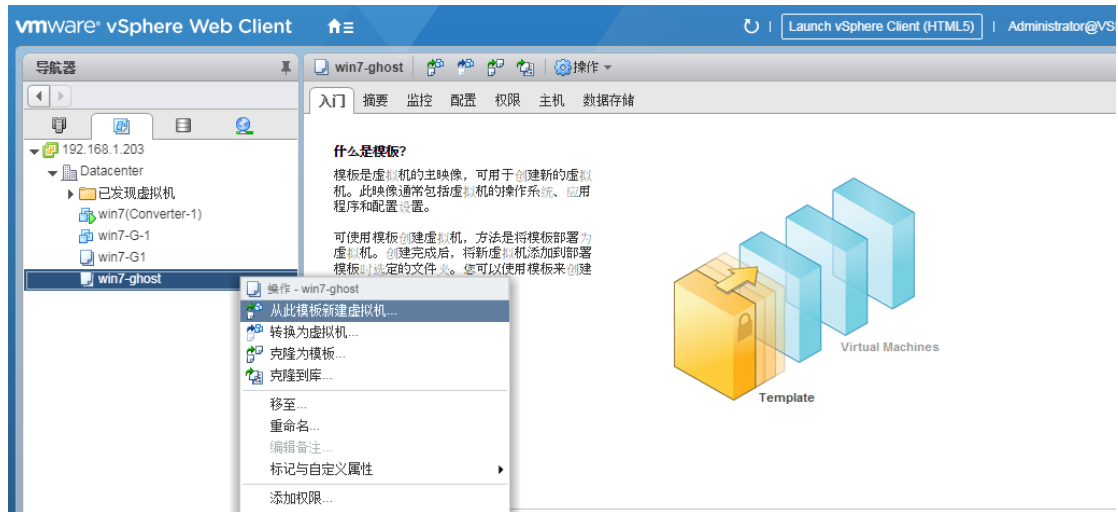 vmware® vSphere Web Client
Launch vSphere Client (HTML5)
Administrator@VS
导航器
win7-ghost
操作
入门 摘要 监控 配置 权限 主机 数据存储
192.168.1.203
Datacenter
已发现虚拟机
win7(Converter-1)
win7-G-1
win7-G1
win7-ghost
什么是模板?
模板是虚拟机的主映像，可用于创建新的虚拟
机。此映像通常包括虚拟机的操作系统、应用
程序和配置设置。
可使用模板创建虚拟机，方法是将模板部署为
虚拟机。创建完成后，将新虚拟机添加到部署
模板时选定的文件夹。您可以使用模板来创建
操作 - win7-ghost
从此模板新建虚拟机...
转换为虚拟机...
克隆为模板...
克隆到库...
移至...
重命名...
编辑备注...
标记与自定义属性
添加权限...
Virtual Machines
Template